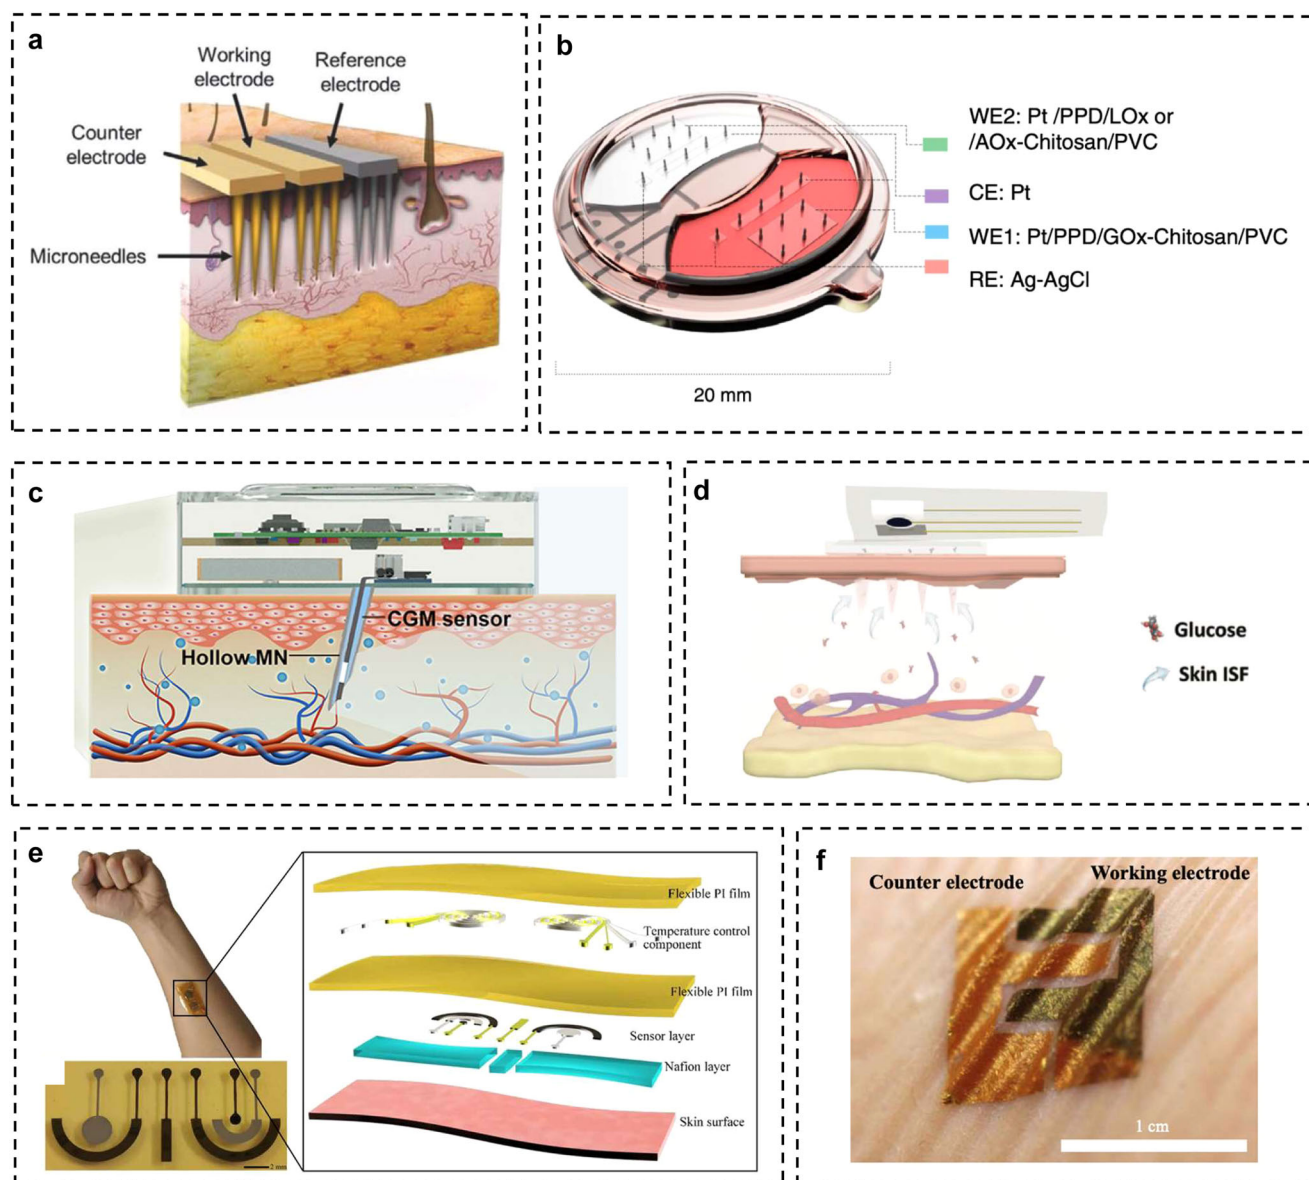 a
Working
electrode
Reference
electrode
Counter
electrode
Microneedles
b
WE2: Pt /PPD/LOx or
/AOx-Chitosan/PVC
CE: Pt
WE1: Pt/PPD/GOx-Chitosan/PVC
RE: Ag-AgCl
20 mm
c
CGM sensor
Hollow MN
d
Glucose
Skin ISF
e
Flexible PI film
Temperature control
component
Flexible PI film
Sensor layer
Nafion layer
Skin surface
2 mm
f
Counter electrode
Working electrode
1 cm